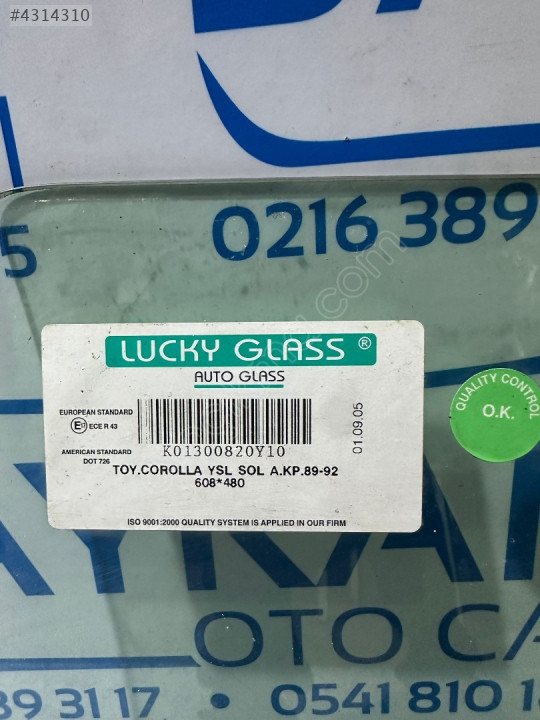 #4314310
5
0216 389
LUCKY GLASS ®
AUTO GLASS
EUROPEAN STANDARD
ECE R 43
AMERICAN STANDARD
DOT 726
K01300820Y10
01.09.05
TOY.COROLLA YSL SOL A.KP.89-92
608*480
ISO 9001:2000 QUALITY SYSTEM IS APPLIED IN OUR FIRM
QUALITY CONTROL
O.K.
OTO CA
89 31 17 • 0541 810 1